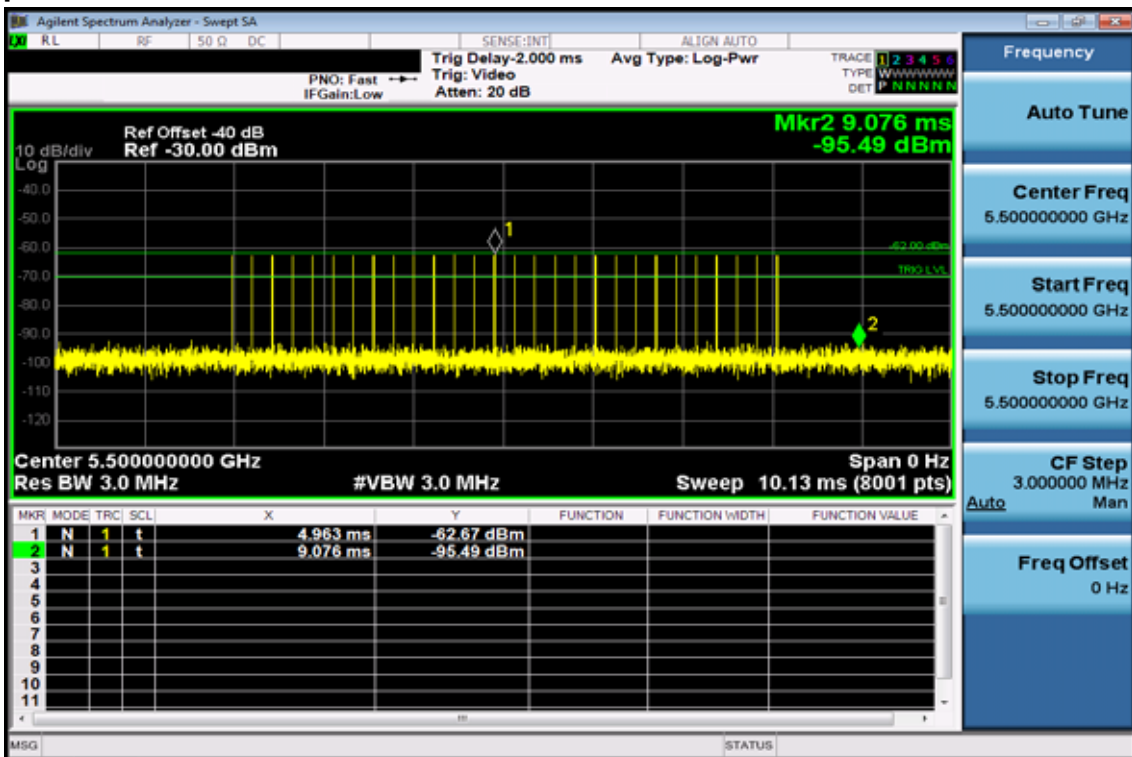 Agilent Spectrum Analyzer - Swept SA
LXI RL RF 50 Ω DC SENSE:INT ALIGN AUTO
Trig Delay-2.000 ms Avg Type: Log-Pwr TRACE 1 2 3 4 5 6
PNO: Fast Trig: Video TYPE WWWWWW
IFGain:Low Atten: 20 dB DET P N N N N N
Frequency
Auto Tune
Center Freq
5.500000000 GHz
Start Freq
5.500000000 GHz
Stop Freq
5.500000000 GHz
CF Step
3.000000 MHz
Auto Man
Freq Offset
0 Hz
Mkr2 9.076 ms
-95.49 dBm
Ref Offset -40 dB
10 dB/div Ref -30.00 dBm
Log
-40.0
-50.0
1
-60.0 -62.00 dBm
-70.0 TRIG LVL
-80.0
-90.0 2
-100
-110
-120
Center 5.500000000 GHz Span 0 Hz
Res BW 3.0 MHz #VBW 3.0 MHz Sweep 10.13 ms (8001 pts)
MKR MODE TRC SCL X Y FUNCTION FUNCTION WIDTH FUNCTION VALUE
1 N 1 t 4.963 ms -62.67 dBm
2 N 1 t 9.076 ms -95.49 dBm
3
4
5
6
7
8
9
10
11
MSG STATUS